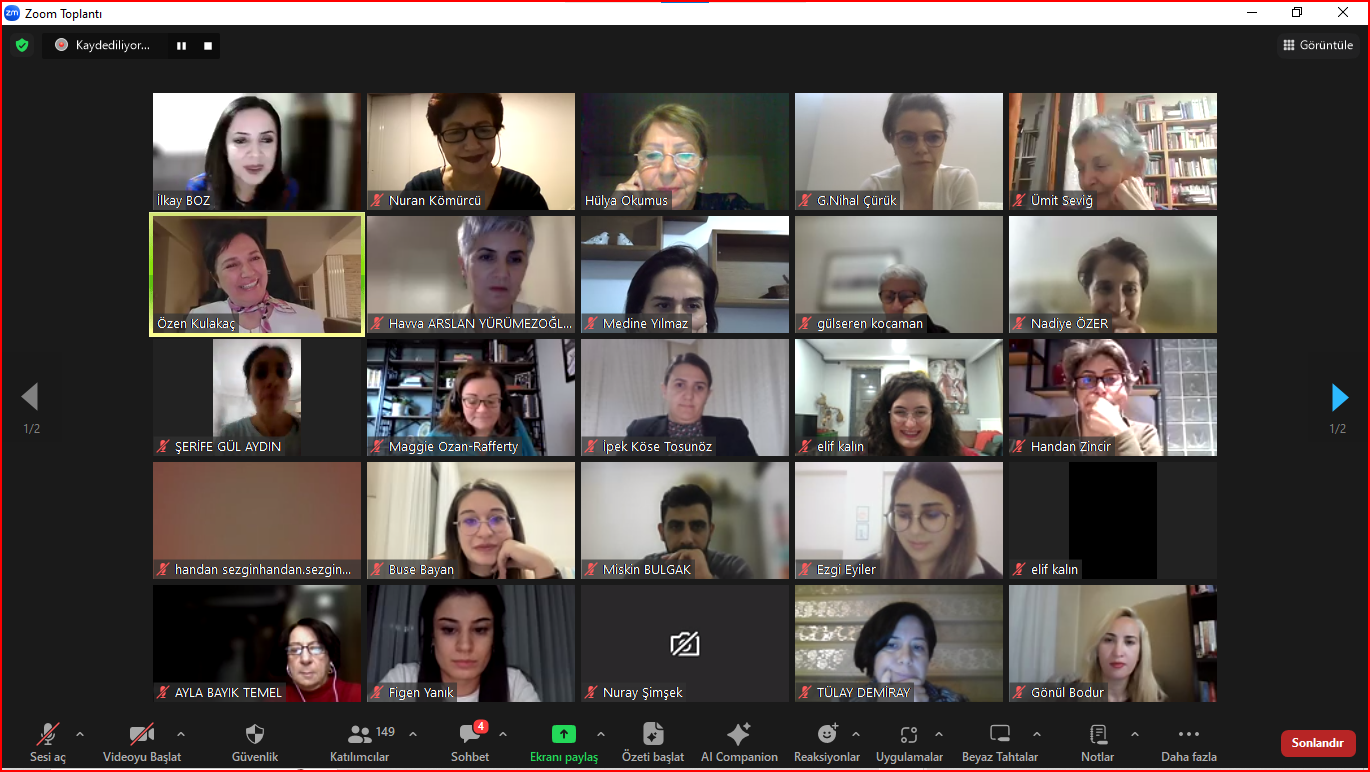 zm Zoom Toplantı
Kaydediliyor...
Görüntüle
İlkay BOZ
Nuran Kömürcü
Hülya Okumus
G.Nihal Çürük
Ümit Seviğ
Özen Kulakaç
Havva ARSLAN YÜRÜMEZOĞL...
Medine Yılmaz
gülseren kocaman
Nadiye ÖZER
1/2
1/2
ŞERİFE GÜL AYDIN
Maggie Ozan-Rafferty
İpek Köse Tosunöz
elif kalın
Handan Zincir
handan sezginhandan.sezgin...
Buse Bayan
Miskin BULGAK
Ezgi Eyiler
elif kalın
AYLA BAYIK TEMEL
Figen Yanık
Nuray Şimşek
TÜLAY DEMİRAY
Gönül Bodur
149
4
Sesi aç
Videoyu Başlat
Güvenlik
Katılımcılar
Sohbet
Ekranı paylaş
Özeti başlat
AI Companion
Reaksiyonlar
Uygulamalar
Beyaz Tahtalar
Notlar
Daha fazla
Sonlandır